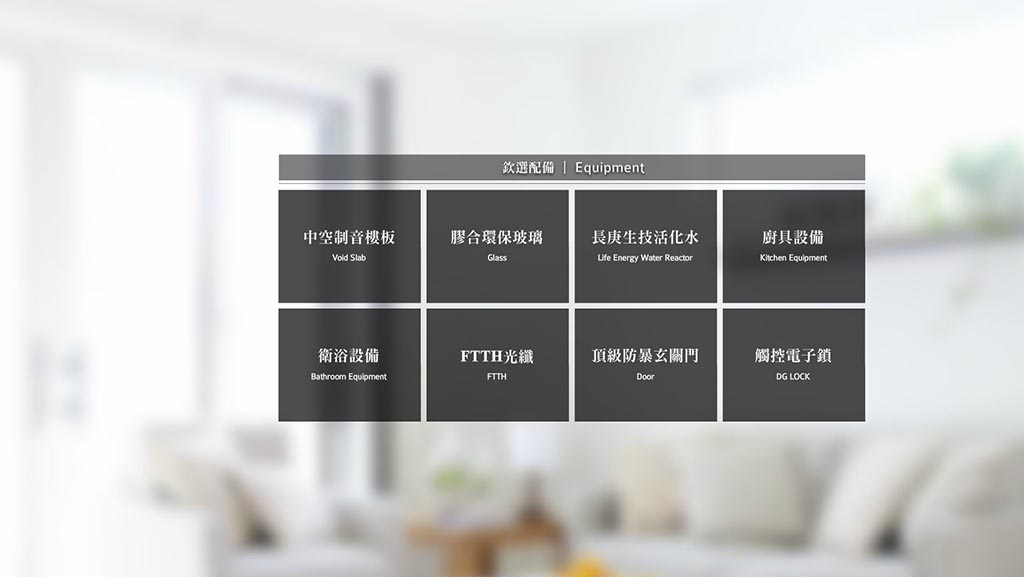 欽選配備｜Equipment
中空制音樓板
Void Slab
膠合環保玻璃
Glass
長庚生技活化水
Life Energy Water Reactor
廚具設備
Kitchen Equipment
衛浴設備
Bathroom Equipment
FTTH光纖
FTTH
頂級防暴玄關門
Door
觸控電子鎖
DG LOCK